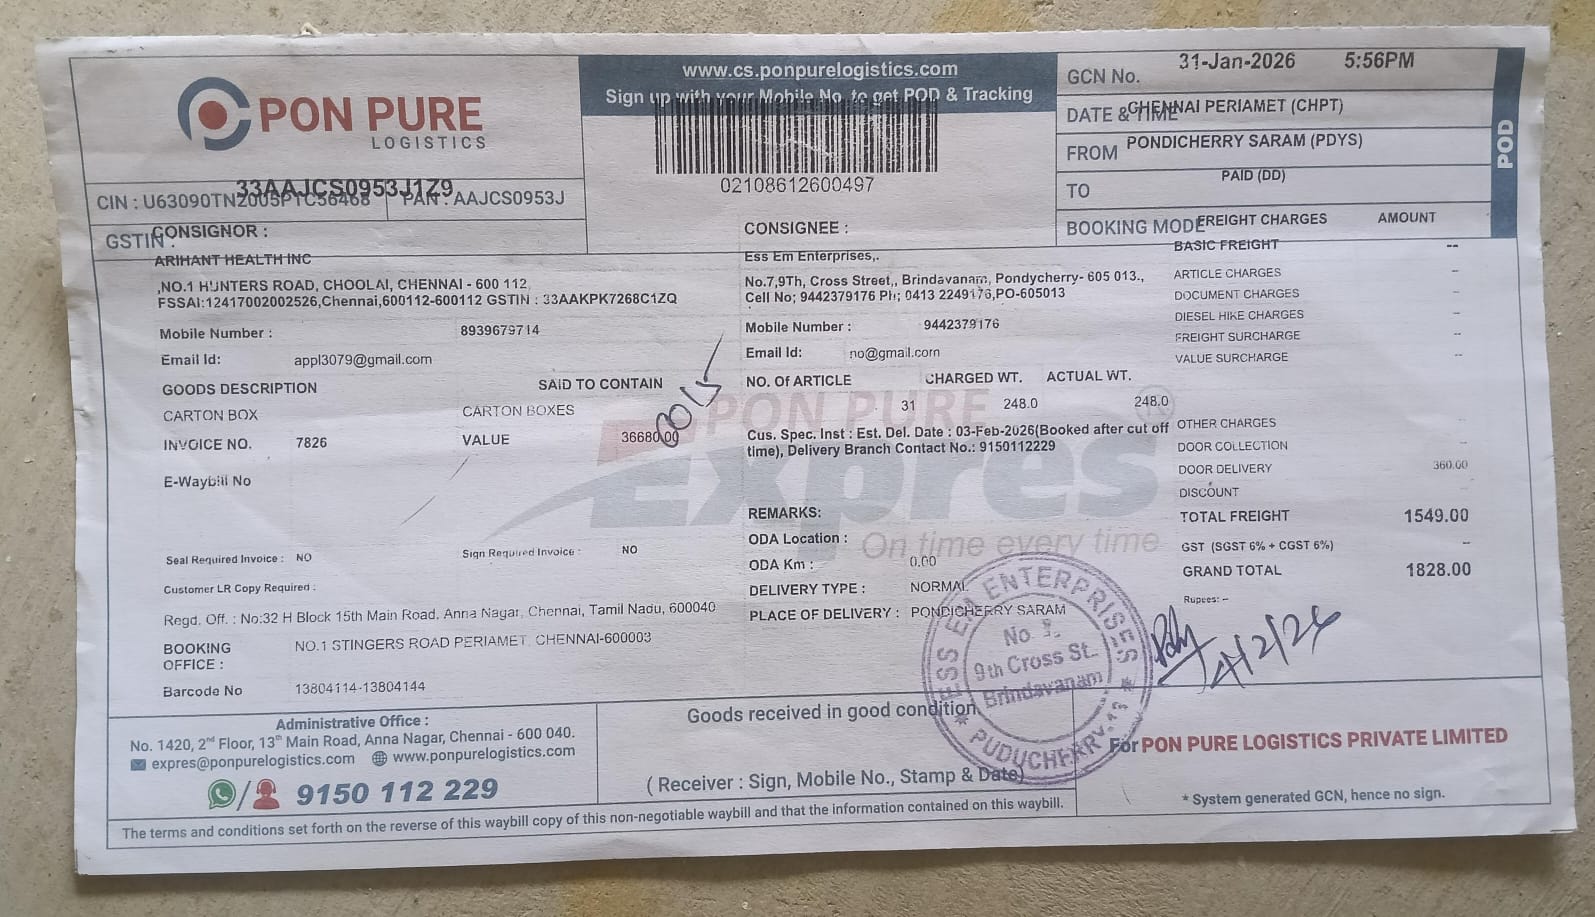 PON PURE
LOGISTICS
www.cs.ponpurelogistics.com
Sign up with your Mobile No. to get POD & Tracking
02108612600497
GCN No. 31-Jan-2026 5:56PM
DATE & TIME CHENNAI PERIAMET (CHPT)
FROM PONDICHERRY SARAM (PDYS)
TO PAID (DD)
BOOKING MODE
POD
33AAJCS0953J1Z9
CIN : U63090TN2005PTC56468 PAN : AAJCS0953J
GSTIN :
CONSIGNOR :
ARIHANT HEALTH INC
,NO.1 HUNTERS ROAD, CHOOLAI, CHENNAI - 600 112,
FSSAI:12417002002526,Chennai,600112-600112 GSTIN : 33AAKPK7268C1ZQ
Mobile Number : 8939679714
Email Id: appl3079@gmail.com
GOODS DESCRIPTION SAID TO CONTAIN
CARTON BOX CARTON BOXES
INVOICE NO. 7826 VALUE 36680.00
E-Waybill No
Seal Required Invoice : NO Sign Required Invoice : NO
Customer LR Copy Required :
Regd. Off. : No:32 H Block 15th Main Road, Anna Nagar, Chennai, Tamil Nadu, 600040
BOOKING OFFICE : NO.1 STINGERS ROAD PERIAMET, CHENNAI-600003
Barcode No 13804114-13804144
CONSIGNEE :
Ess Em Enterprises,.
No.7,9Th, Cross Street,, Brindavanam, Pondycherry- 605 013.,
Cell No; 9442379176 Ph; 0413 2249176,PO-605013
Mobile Number : 9442379176
Email Id: no@gmail.com
NO. OF ARTICLE CHARGED WT. ACTUAL WT.
31 248.0 248.0
Cus. Spec. Inst : Est. Del. Date : 03-Feb-2026(Booked after cut off
time), Delivery Branch Contact No.: 9150112229
REMARKS:
ODA Location :
ODA Km : 0.00
DELIVERY TYPE : NORMAL
PLACE OF DELIVERY : PONDICHERRY SARAM
PON PURE
Expres
On time every time
FREIGHT CHARGES AMOUNT
BASIC FREIGHT --
ARTICLE CHARGES --
DOCUMENT CHARGES --
DIESEL HIKE CHARGES --
FREIGHT SURCHARGE --
VALUE SURCHARGE --
OTHER CHARGES
DOOR COLLECTION --
DOOR DELIVERY 360.00
DISCOUNT
TOTAL FREIGHT 1549.00
GST (SGST 6% + CGST 6%) --
GRAND TOTAL 1828.00
Rupees: --
ESS EM ENTERPRISES
9th Cross St.
Brindavanam
PUDUCHERRY-13
Administrative Office :
No. 1420, 2nd Floor, 13th Main Road, Anna Nagar, Chennai - 600 040.
expres@ponpurelogistics.com www.ponpurelogistics.com
9150 112 229
Goods received in good condition
( Receiver : Sign, Mobile No., Stamp & Date)
For PON PURE LOGISTICS PRIVATE LIMITED
* System generated GCN, hence no sign.
The terms and conditions set forth on the reverse of this waybill copy of this non-negotiable waybill and that the information contained on this waybill.